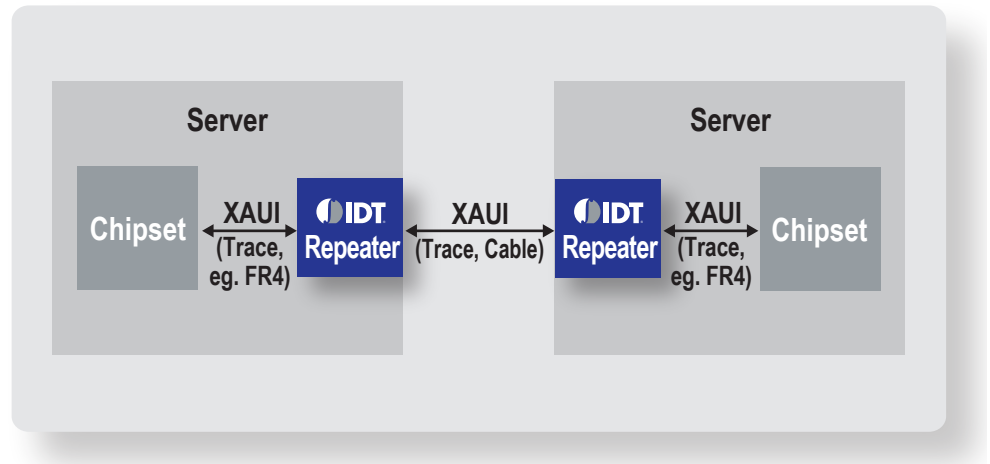 Server
Chipset
XAUI
(Trace,
eg. FR4)
IDT
Repeater
XAUI
(Trace, Cable)
Server
IDT
Repeater
XAUI
(Trace,
eg. FR4)
Chipset